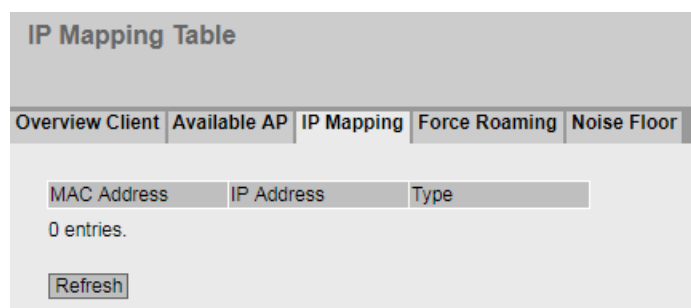 IP Mapping Table
Overview Client Available AP IP Mapping Force Roaming Noise Floor
MAC Address IP Address Type
0 entries.
Refresh